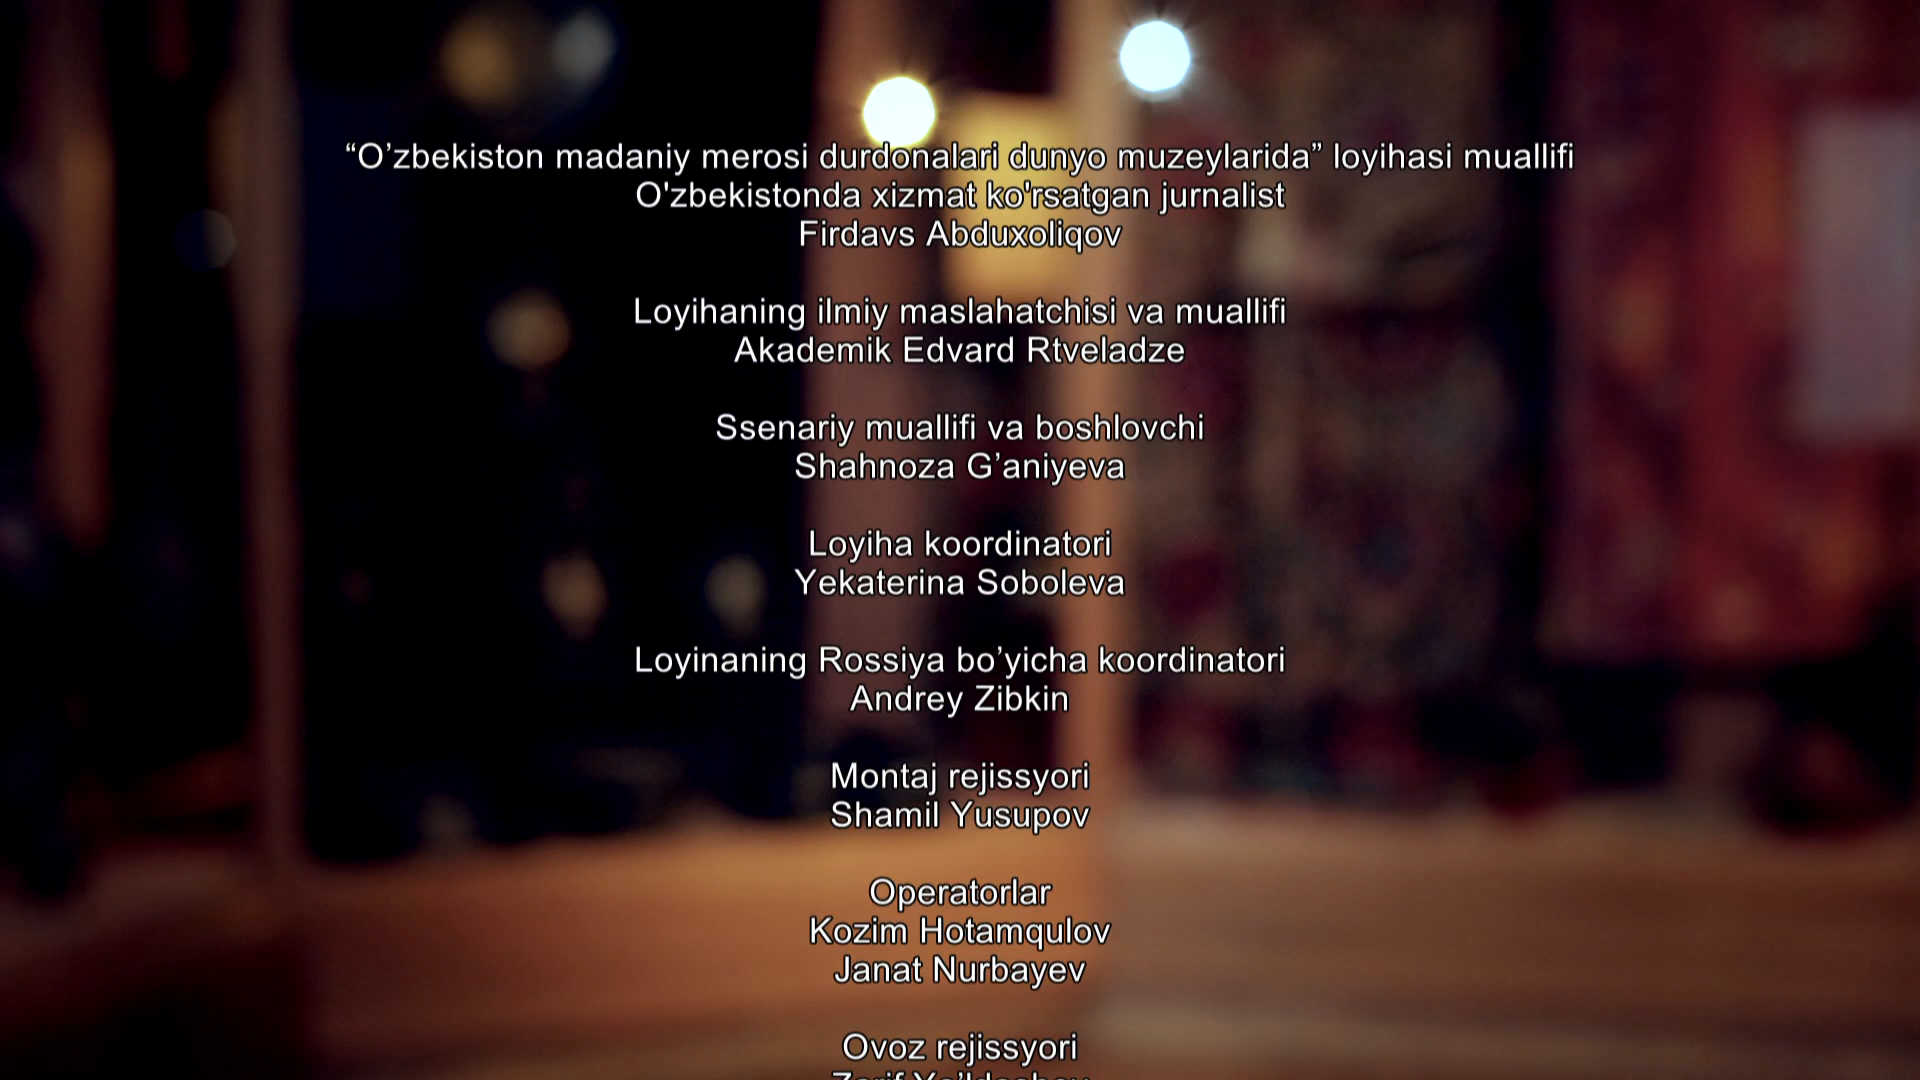 “O’zbekiston madaniy merosi durdonalari dunyo muzeylarida” loyihasi muallifi
O'zbekistonda xizmat ko'rsatgan jurnalist
Firdavs Abduxoliqov
Loyihaning ilmiy maslahatchisi va muallifi
Akademik Edvard Rtveladze
Ssenariy muallifi va boshlovchi
Shahnoza G’aniyeva
Loyiha koordinatori
Yekaterina Soboleva
Loyinaning Rossiya bo’yicha koordinatori
Andrey Zibkin
Montaj rejissyori
Shamil Yusupov
Operatorlar
Kozim Hotamqulov
Janat Nurbayev
Ovoz rejissyori